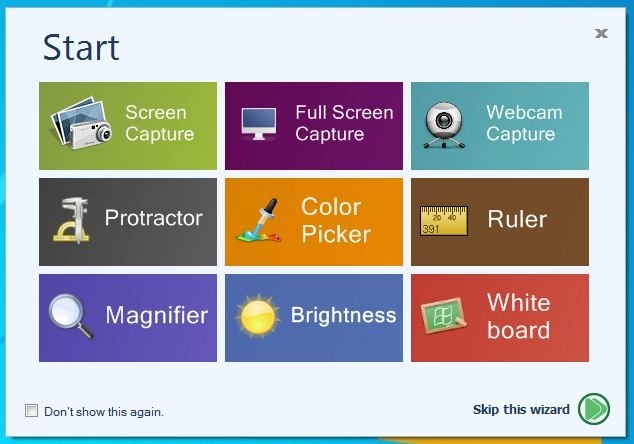 Start
x
Screen
Capture
Full Screen
Capture
Webcam
Capture
Protractor
Color
Picker
20 40
391
Ruler
Magnifier
Brightness
White
board
Don't show this again.
Skip this wizard